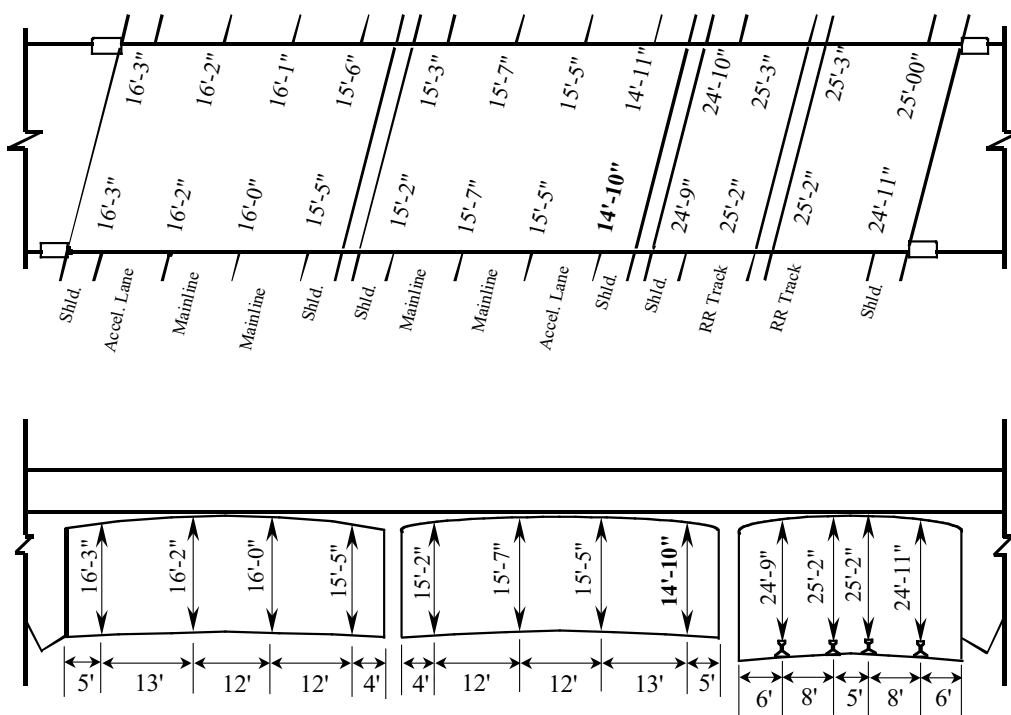 16'-3" 16'-2" 16'-1" 15'-6" 15'-3" 15'-7" 15'-5" 14'-11" 24'-10" 25'-3" 25'-3" 25'-00"
16'-3" 16'-2" 16'-0" 15'-5" 15'-2" 15'-7" 15'-5" 14'-10" 24'-9" 25'-2" 25'-2" 24'-11"
Shld. Accel. Lane Mainline Mainline Shld. Shld. Mainline Mainline Accel. Lane Shld. Shld. RR Track RR Track Shld.
16'-3" 16'-2" 16'-0" 15'-5" 15'-2" 15'-7" 15'-5" 14'-10" 24'-9" 25'-2" 25'-2" 24'-11"
5' 13' 12' 12' 4' 4' 12' 12' 13' 5' 6' 8' 5' 8' 6'